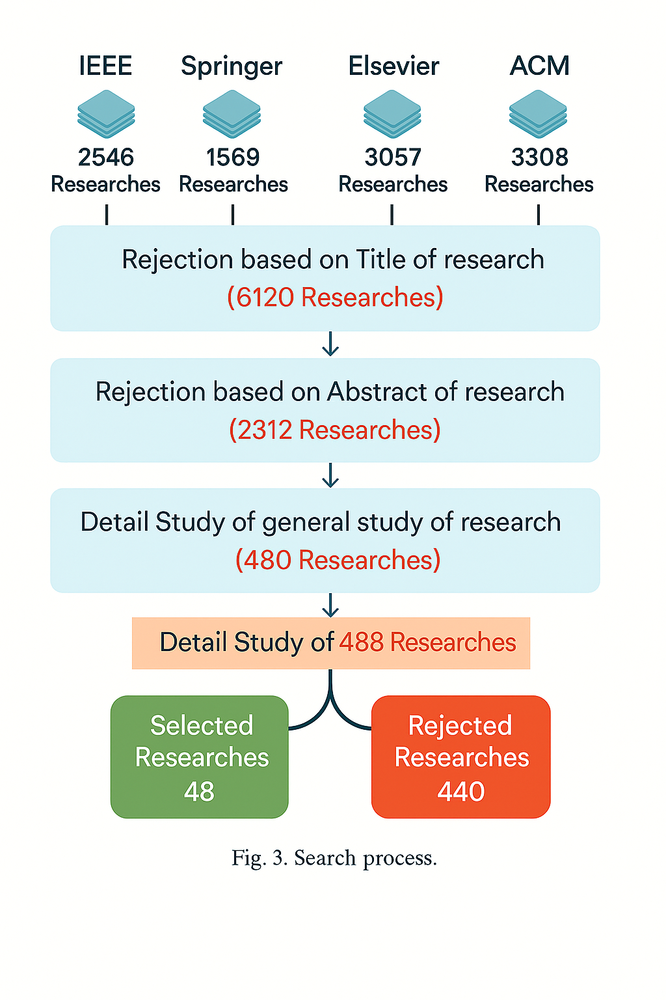 IEEE Springer Elsevier ACM
2546 1569 3057 3308
Researches Researches Researches Researches
Rejection based on Title of research
(6120 Researches)
Rejection based on Abstract of research
(2312 Researches)
Detail Study of general study of research
(480 Researches)
Detail Study of 488 Researches
Selected
Researches
48
Rejected
Researches
440
Fig. 3. Search process.